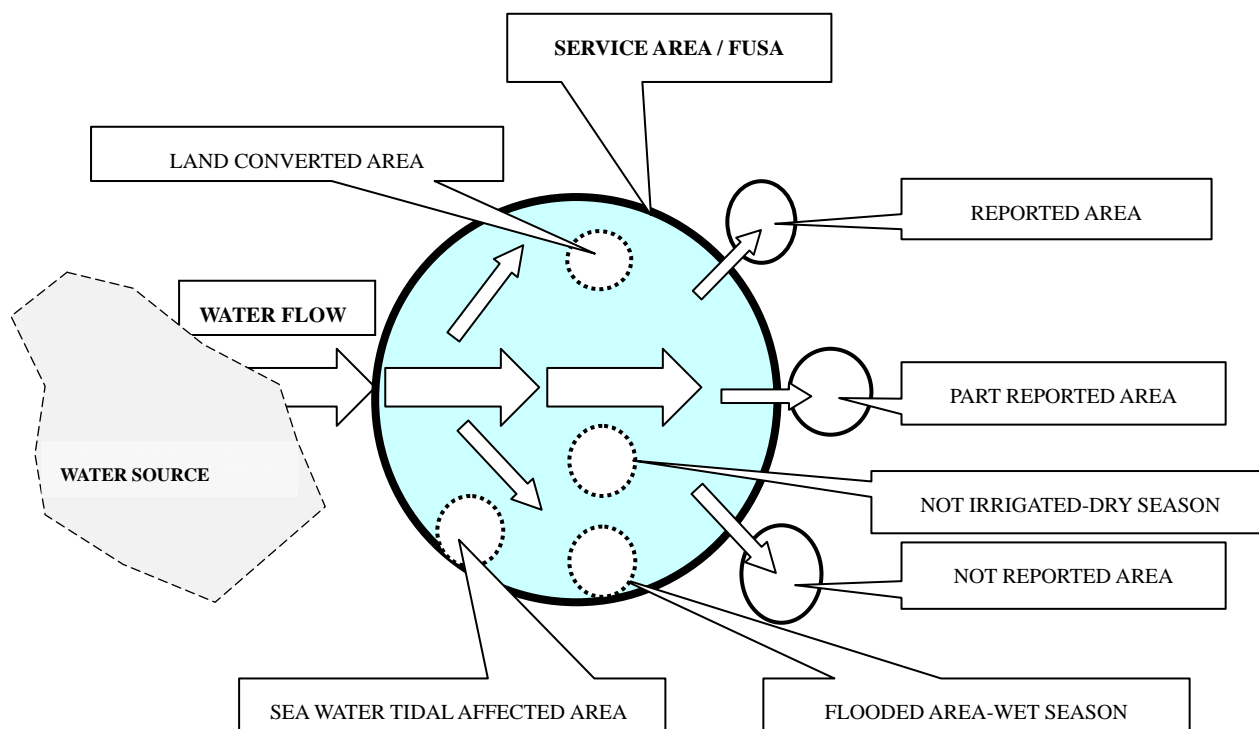 SERVICE AREA / FUSA
LAND CONVERTED AREA
REPORTED AREA
WATER FLOW
PART REPORTED AREA
WATER SOURCE
NOT IRRIGATED-DRY SEASON
NOT REPORTED AREA
SEA WATER TIDAL AFFECTED AREA
FLOODED AREA-WET SEASON